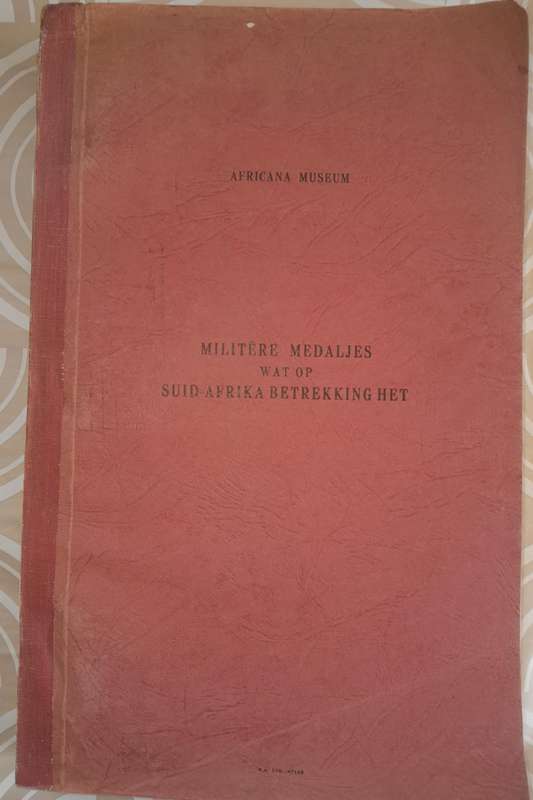 AFRICANA MUSEUM
MILITÊRE MEDALJES
WAT OP
SUID-AFRIKA BETREKKING HET